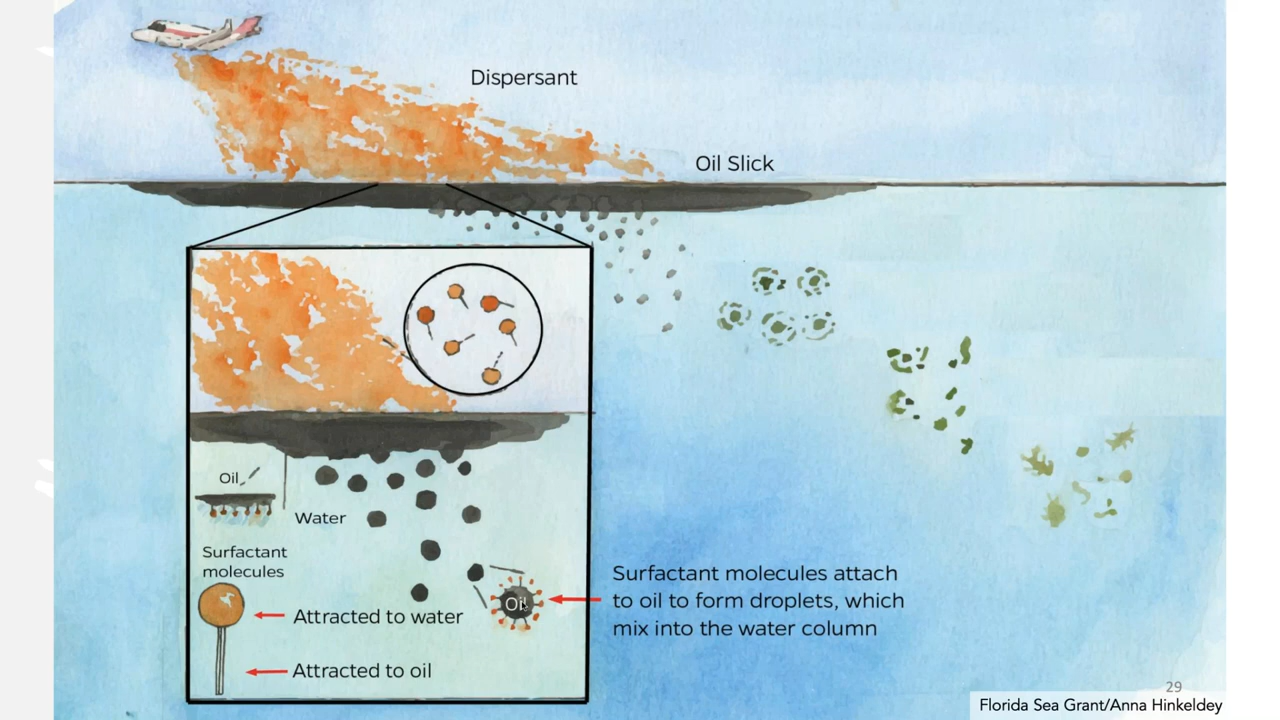 Dispersant
Oil Slick
Oil
Water
Surfactant
molecules
Attracted to water
Attracted to oil
Oil
Surfactant molecules attach
to oil to form droplets, which
mix into the water column
29
Florida Sea Grant/Anna Hinkeldey